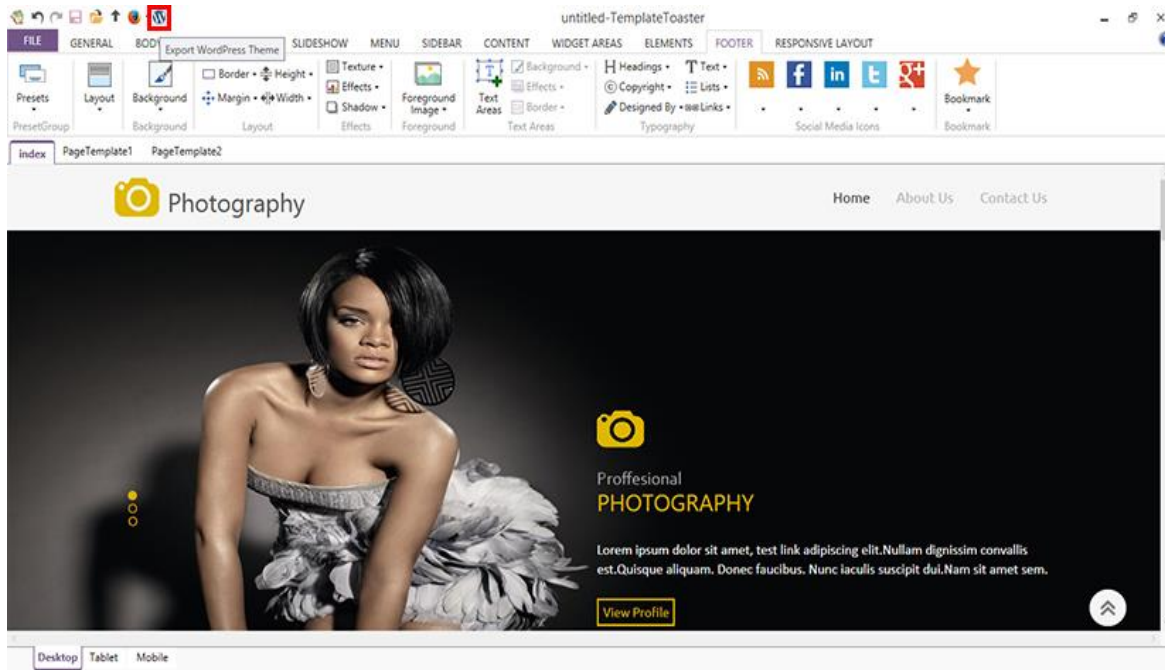 untitled-TemplateToaster
FILE GENERAL BODY SLIDESHOW MENU SIDEBAR CONTENT WIDGET AREAS ELEMENTS FOOTER RESPONSIVE LAYOUT
Export WordPress Theme
Presets
Layout
Background
Border
Height
Margin
Width
Texture
Effects
Shadow
Foreground
Image
Text
Areas
Background
Effects
Border
Headings
Text
Copyright
Lists
Designed By
Links
Bookmark
PresetGroup Background Layout Effects Foreground Text Areas Typography Social Media Icons Bookmark
index PageTemplate1 PageTemplate2
Photography
Home About Us Contact Us
Proffesional
PHOTOGRAPHY
Lorem ipsum dolor sit amet, test link adipiscing elit.Nullam dignissim convallis
est.Quisque aliquam. Donec faucibus. Nunc iaculis suscipit dui.Nam sit amet sem.
View Profile
Desktop Tablet Mobile